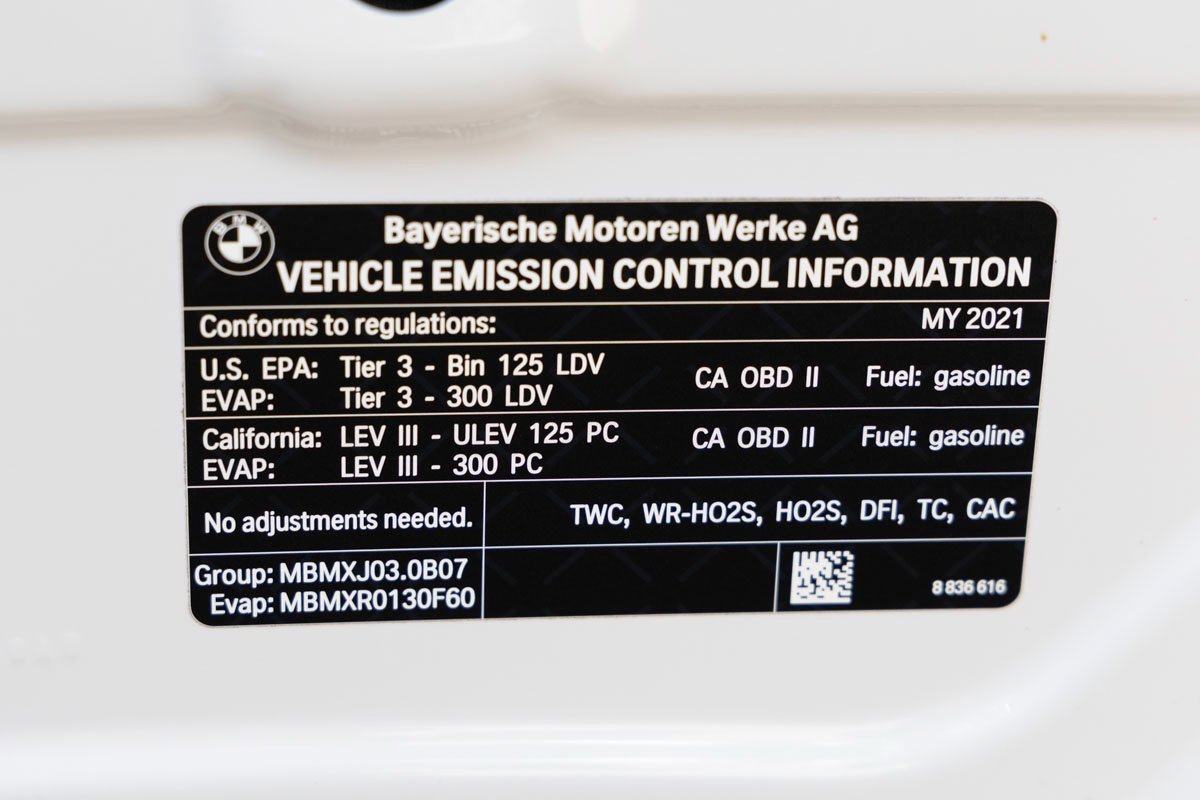 BMW
Bayerische Motoren Werke AG
VEHICLE EMISSION CONTROL INFORMATION
Conforms to regulations: MY 2021
U.S. EPA: Tier 3 - Bin 125 LDV CA OBD II Fuel: gasoline
EVAP: Tier 3 - 300 LDV
California: LEV III - ULEV 125 PC CA OBD II Fuel: gasoline
EVAP: LEV III - 300 PC
No adjustments needed. TWC, WR-HO2S, HO2S, DFI, TC, CAC
Group: MBMXJ03.0B07
Evap: MBMXR0130F60 8 836 616